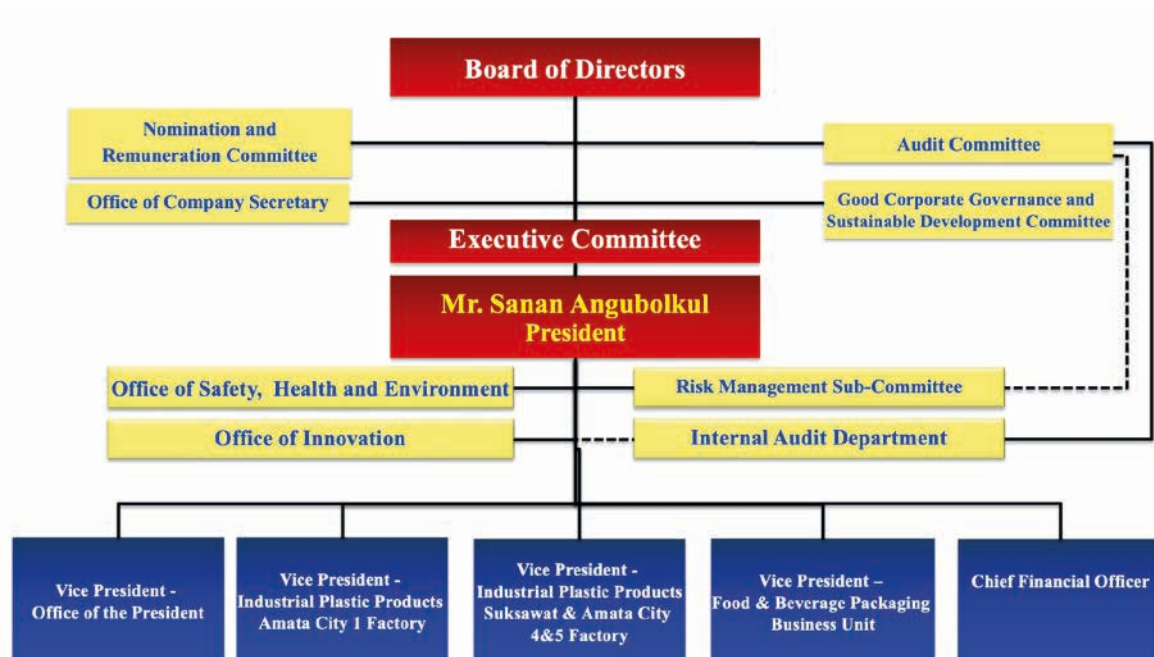 Board of Directors
Nomination and
Remuneration Committee
Audit Committee
Office of Company Secretary
Good Corporate Governance and
Sustainable Development Committee
Executive Committee
Mr. Sanan Angubolkul
President
Office of Safety, Health and Environment
Risk Management Sub-Committee
Office of Innovation
Internal Audit Department
Vice President -
Office of the President
Vice President -
Industrial Plastic Products
Amata City 1 Factory
Vice President -
Industrial Plastic Products
Suksawat & Amata City
4&5 Factory
Vice President –
Food & Beverage Packaging
Business Unit
Chief Financial Officer